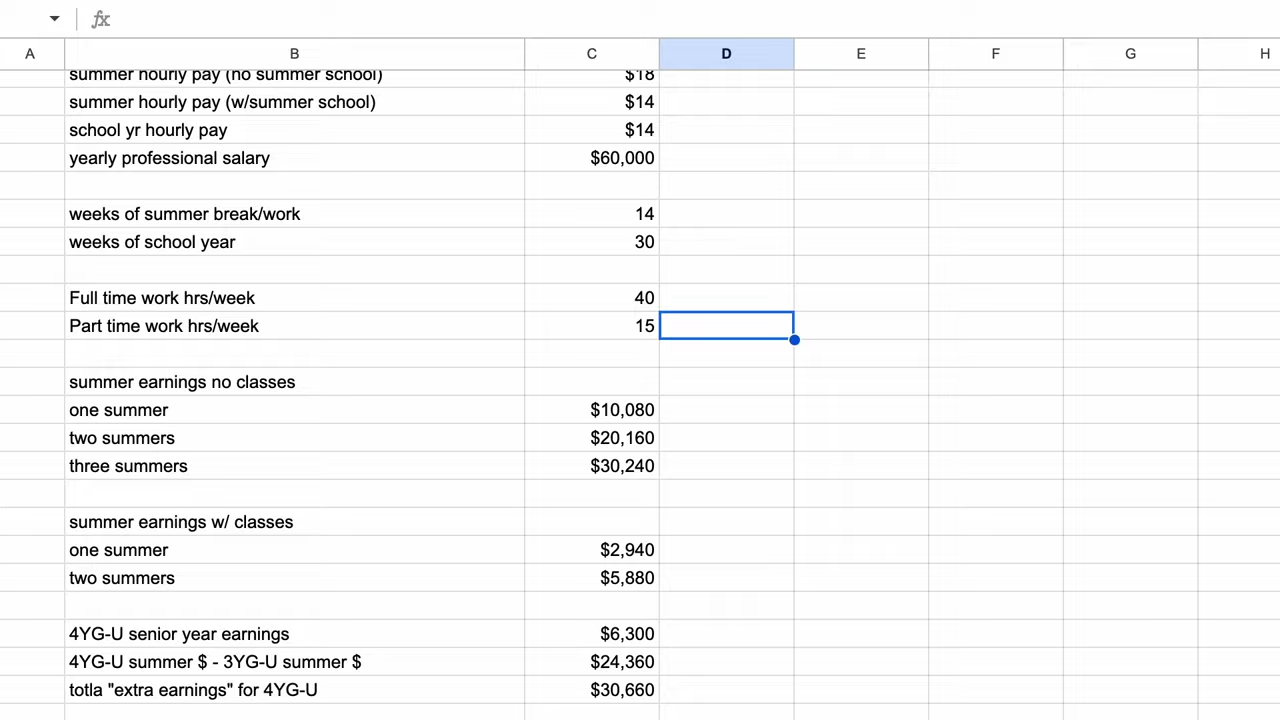 fx
A B C D E F G H
summer hourly pay (no summer school) $18
summer hourly pay (w/summer school) $14
school yr hourly pay $14
yearly professional salary $60,000
weeks of summer break/work 14
weeks of school year 30
Full time work hrs/week 40
Part time work hrs/week 15
summer earnings no classes
one summer $10,080
two summers $20,160
three summers $30,240
summer earnings w/ classes
one summer $2,940
two summers $5,880
4YG-U senior year earnings $6,300
4YG-U summer $ - 3YG-U summer $ $24,360
totla "extra earnings" for 4YG-U $30,660